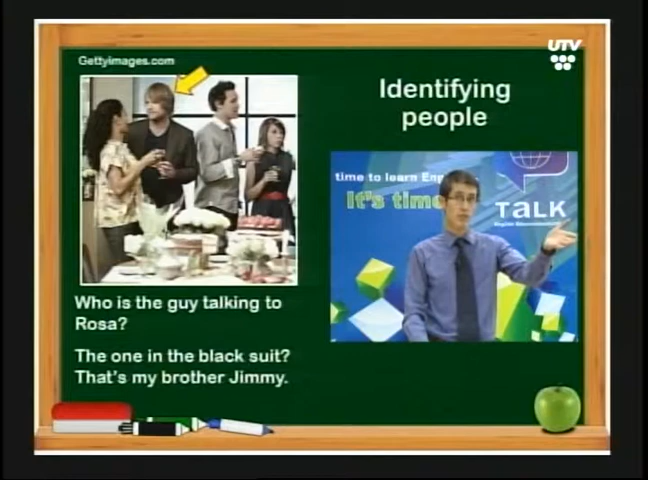 Gettyimages.com
UTV
Identifying
people
time to learn Eng
It's time
TaLK
Who is the guy talking to
Rosa?
The one in the black suit?
That's my brother Jimmy.